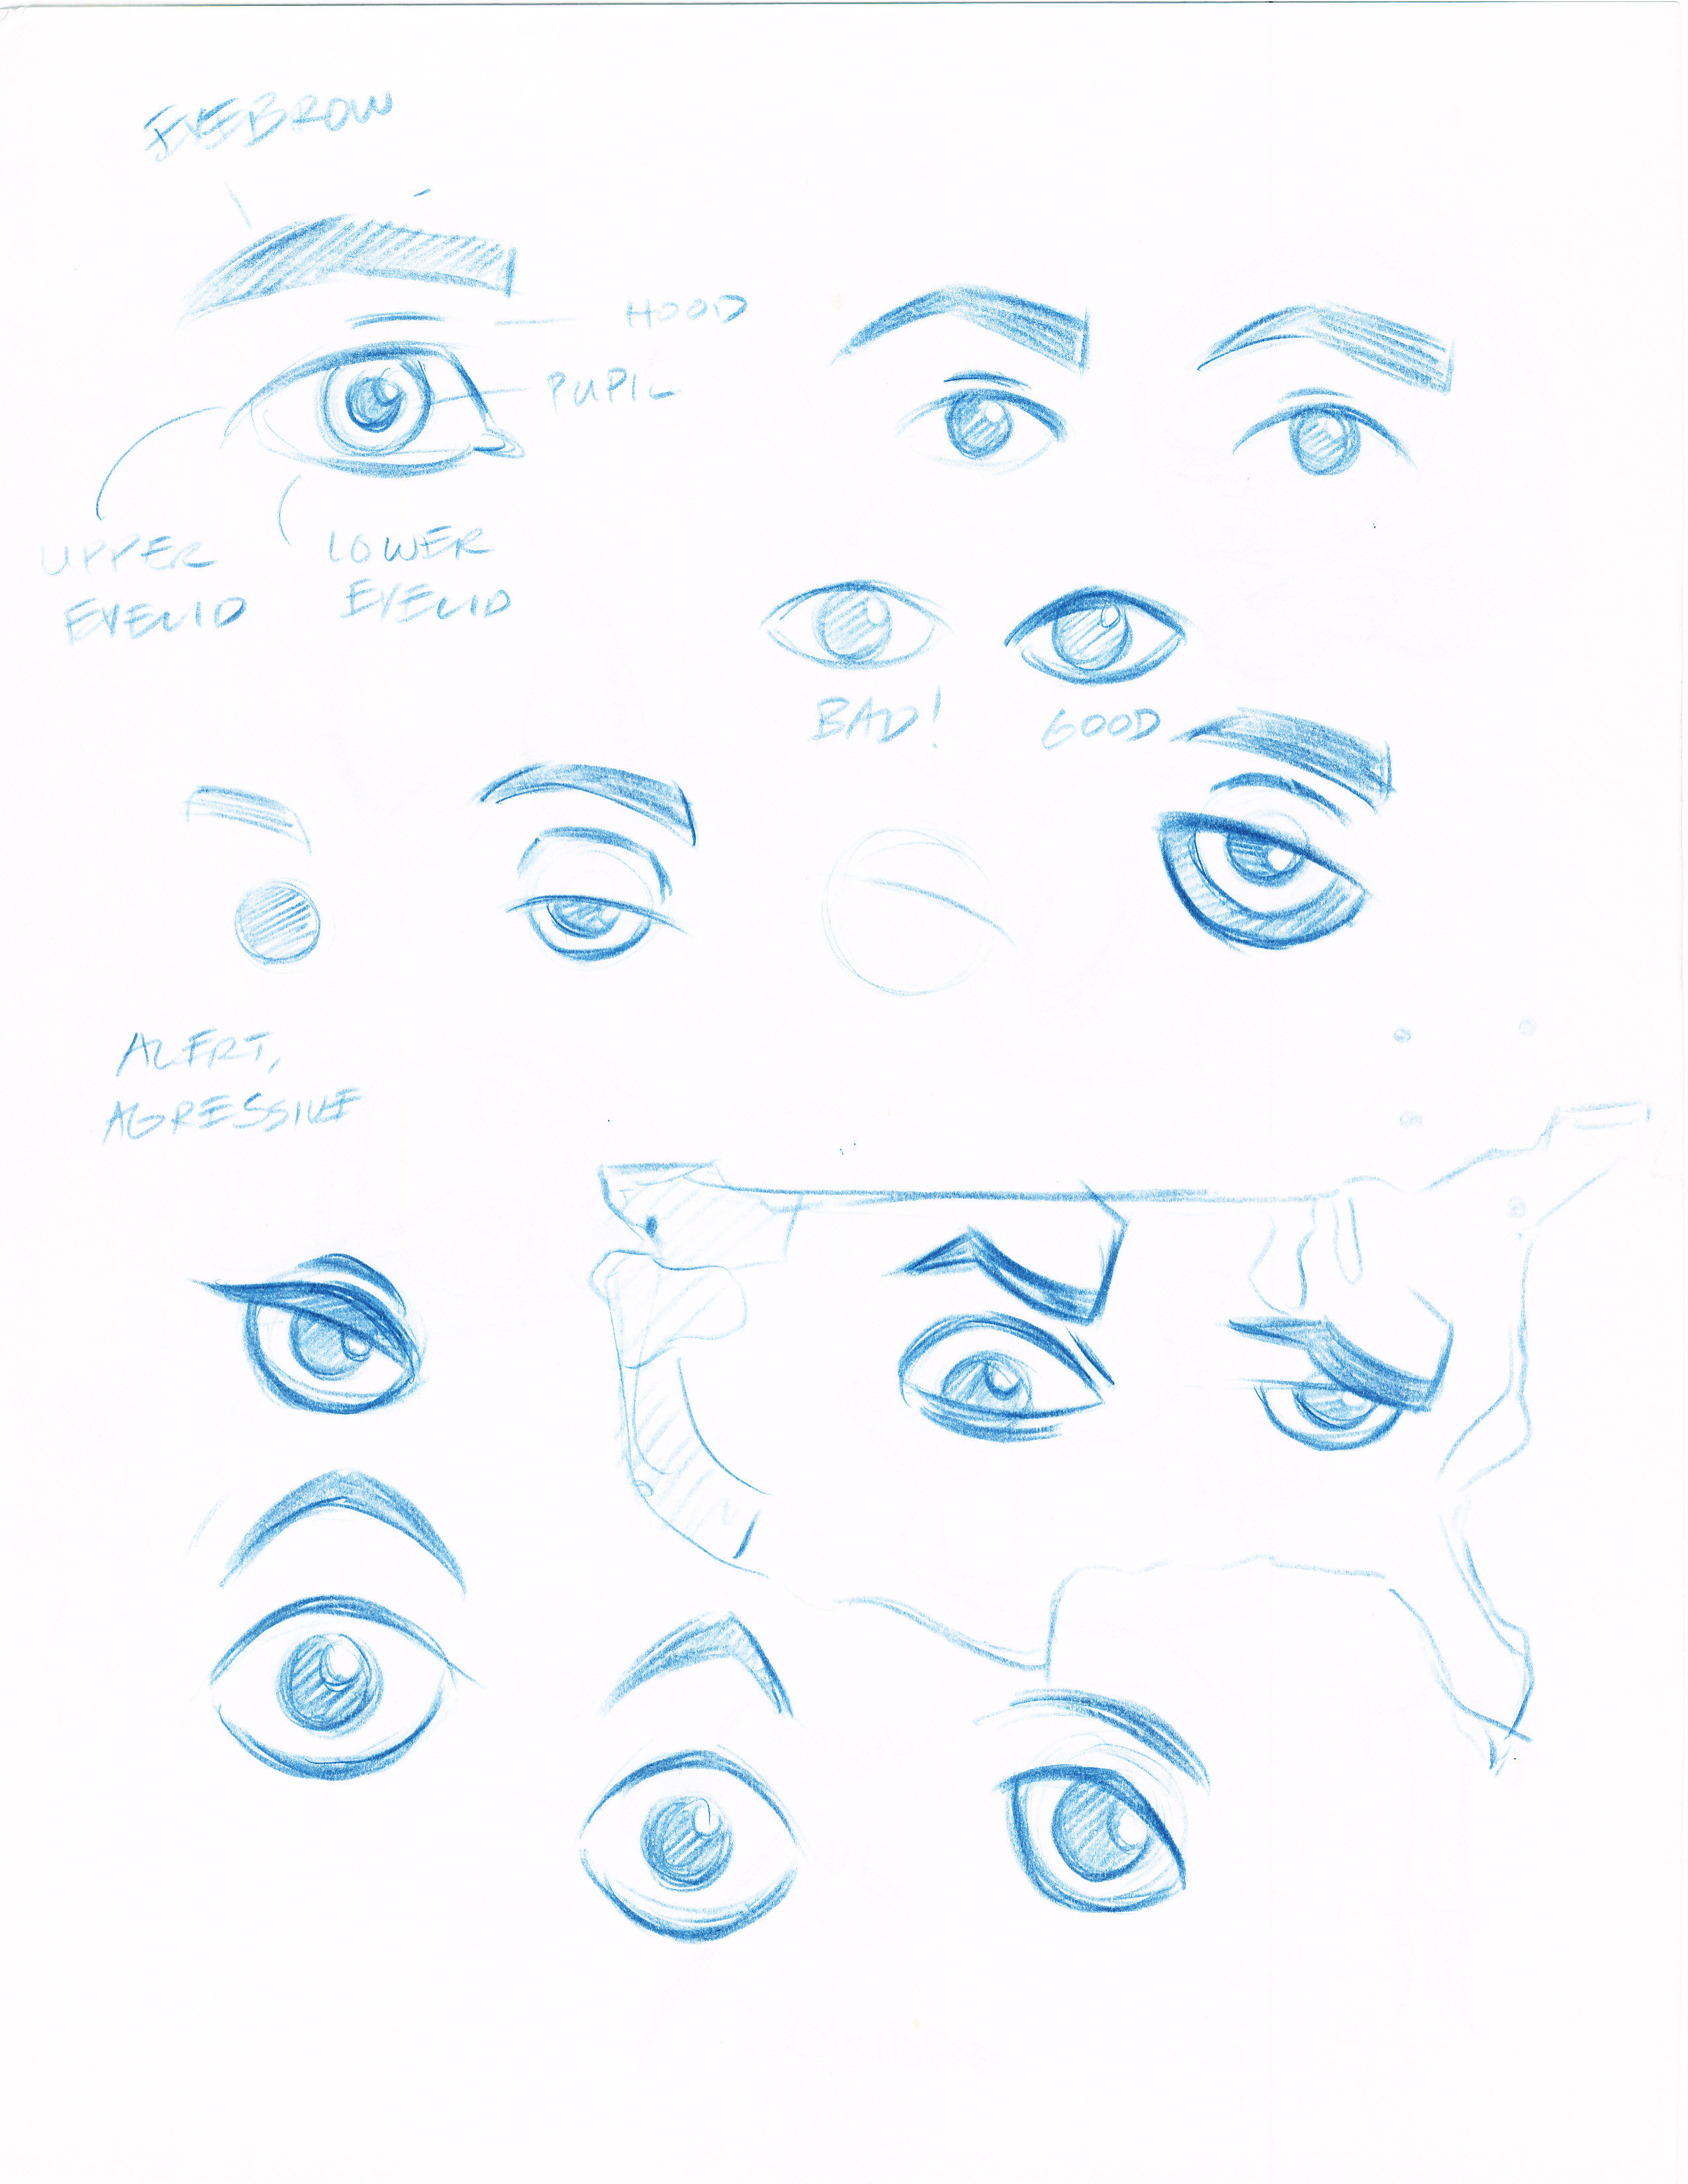 EYEBROW
HOOD
PUPIL
UPPER
EYELID
LOWER
EYELID
BAD!
GOOD
ALERT,
AGRESSIVE